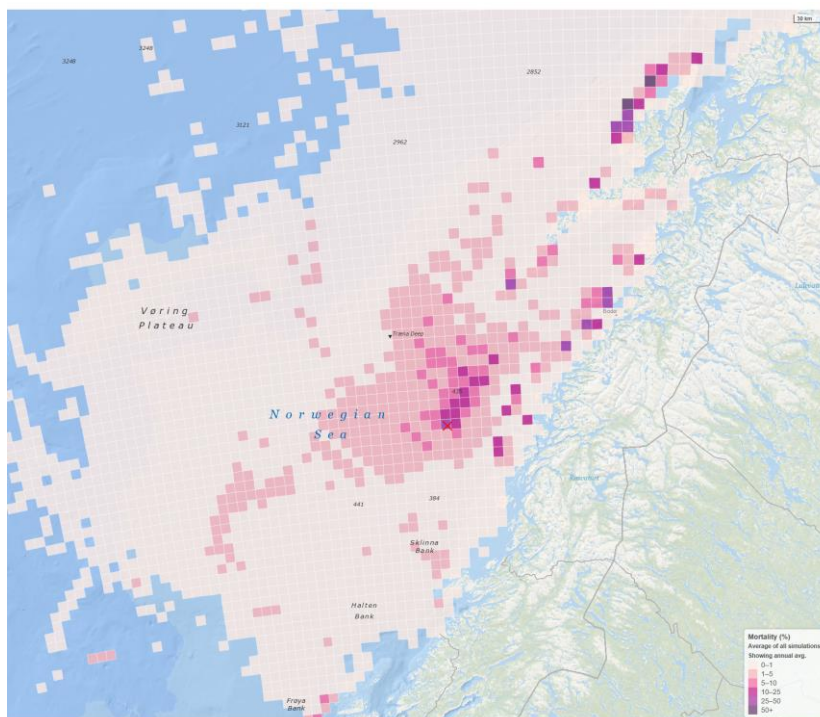 38 km
3248
3248
2852
3121
2962
Vøring
Plateau
Træna Deep
Bodø
Norwegian
Sea
441
384
Sklinna
Bank
Halten
Bank
Frøya
Bank
Mortality (%)
Average of all simulations
Showing annual avg.
0–1
1–5
5–10
10–25
25–50
50+